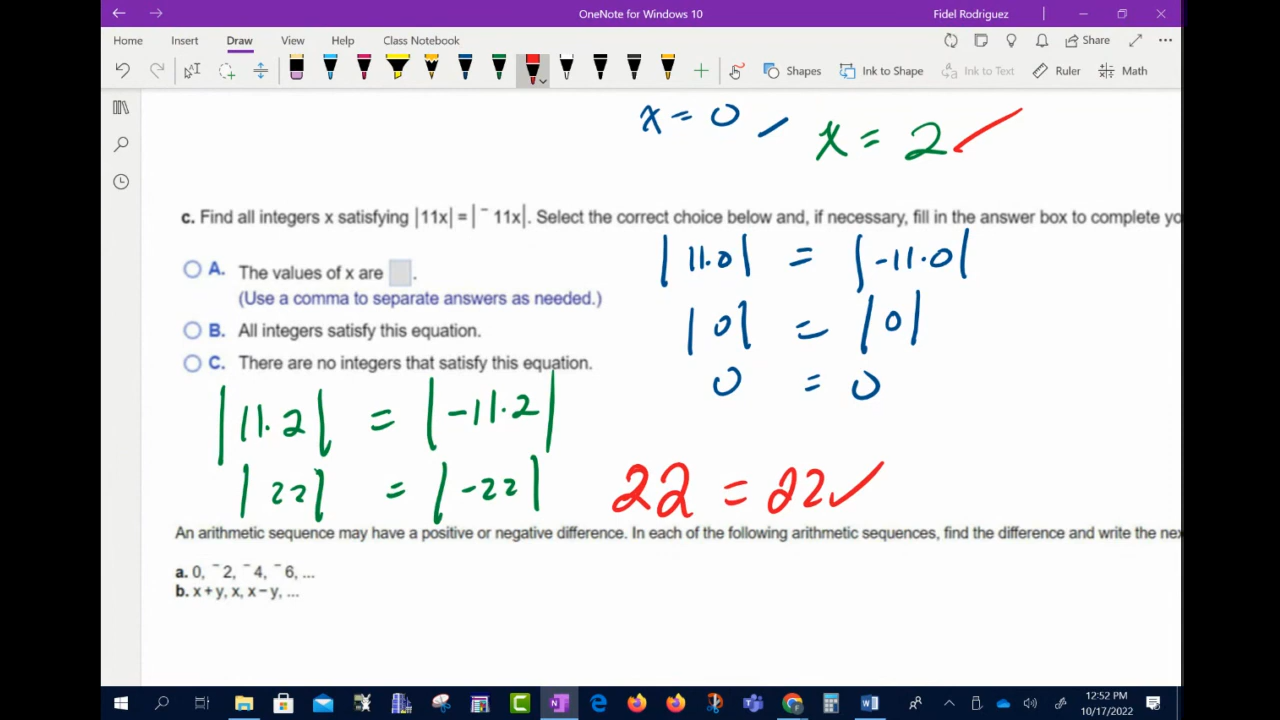 OneNote for Windows 10
Fidel Rodriguez
Home Insert Draw View Help Class Notebook
Share
Shapes Ink to Shape Ink to Text Ruler Math
x = 0
x = 2 ✓
c. Find all integers x satisfying |11x| = | ⁻11x|. Select the correct choice below and, if necessary, fill in the answer box to complete yo
|11·0| = |-11·0|
A. The values of x are .
(Use a comma to separate answers as needed.)
|0| = |0|
B. All integers satisfy this equation.
C. There are no integers that satisfy this equation.
0 = 0
|11·2| = |-11·2|
|22| = |-22|
22 = 22 ✓
An arithmetic sequence may have a positive or negative difference. In each of the following arithmetic sequences, find the difference and write the nex
a. 0, ⁻2, ⁻4, ⁻6, ...
b. x + y, x, x − y, ...
12:52 PM
10/17/2022